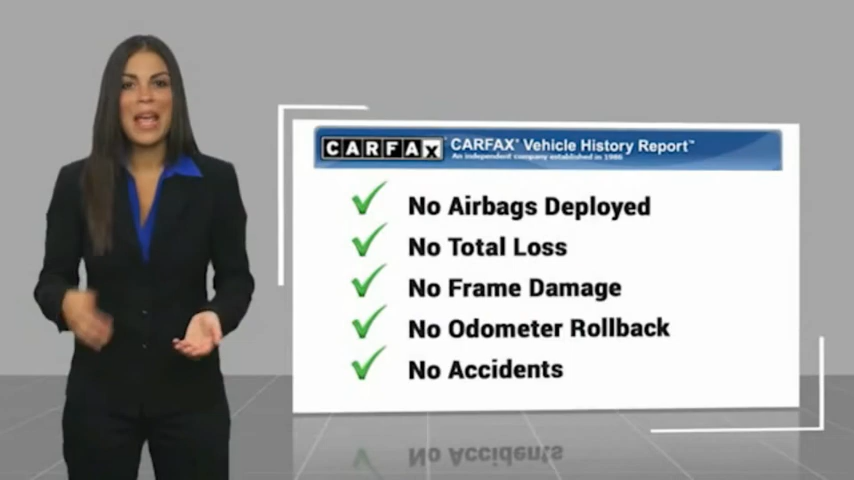 CARFAX CARFAX® Vehicle History Report™
An independent company established in 1986
No Airbags Deployed
No Total Loss
No Frame Damage
No Odometer Rollback
No Accidents
No Accidents